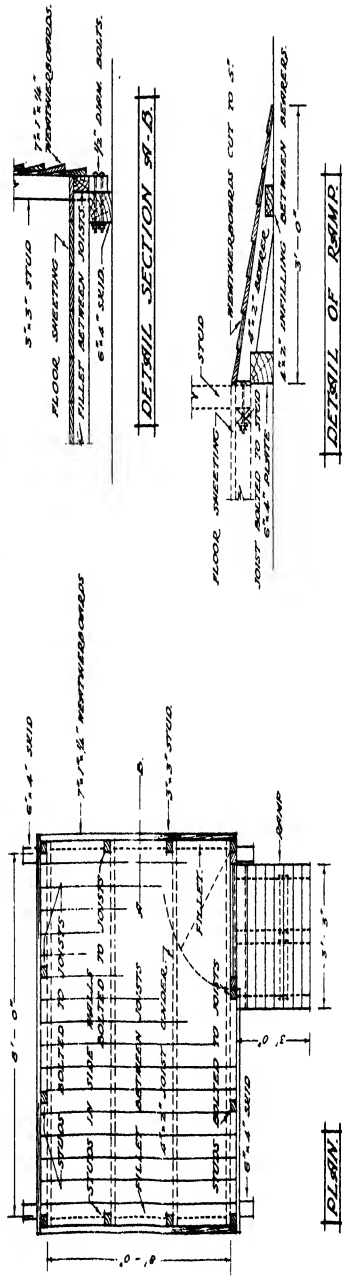 7" × 1" × ½"
WEATHERBOARDS.
3" × 3" STUD
FLOOR SHEETING
FILLET BETWEEN JOISTS
6" × 4" SKID.
½" DIAM. BOLTS.
DETAIL SECTION A-B.
STUD
FLOOR SHEETING
WEATHERBOARDS CUT TO 5"
4" × 2" BEARER
JOIST BOLTED TO STUD
6" × 4" PLATE
4" × 2" INFILLING BETWEEN BEARERS.
3'-0"
DETAIL OF RAMP.
6" × 4" SKID
7" × 1" × ½" WEATHERBOARDS
8'-0"
STUDS BOLTED TO JOISTS
STUDS IN SIDE WALLS
BOLTED TO JOISTS
FILLET BETWEEN JOISTS
4" × 2" JOIST UNDER.
STUDS BOLTED TO JOISTS
A
B.
3" × 3" STUD.
FILLET
8'-0"
6" × 4" SKID
3'-0"
3'-3"
RAMP
PLAN.